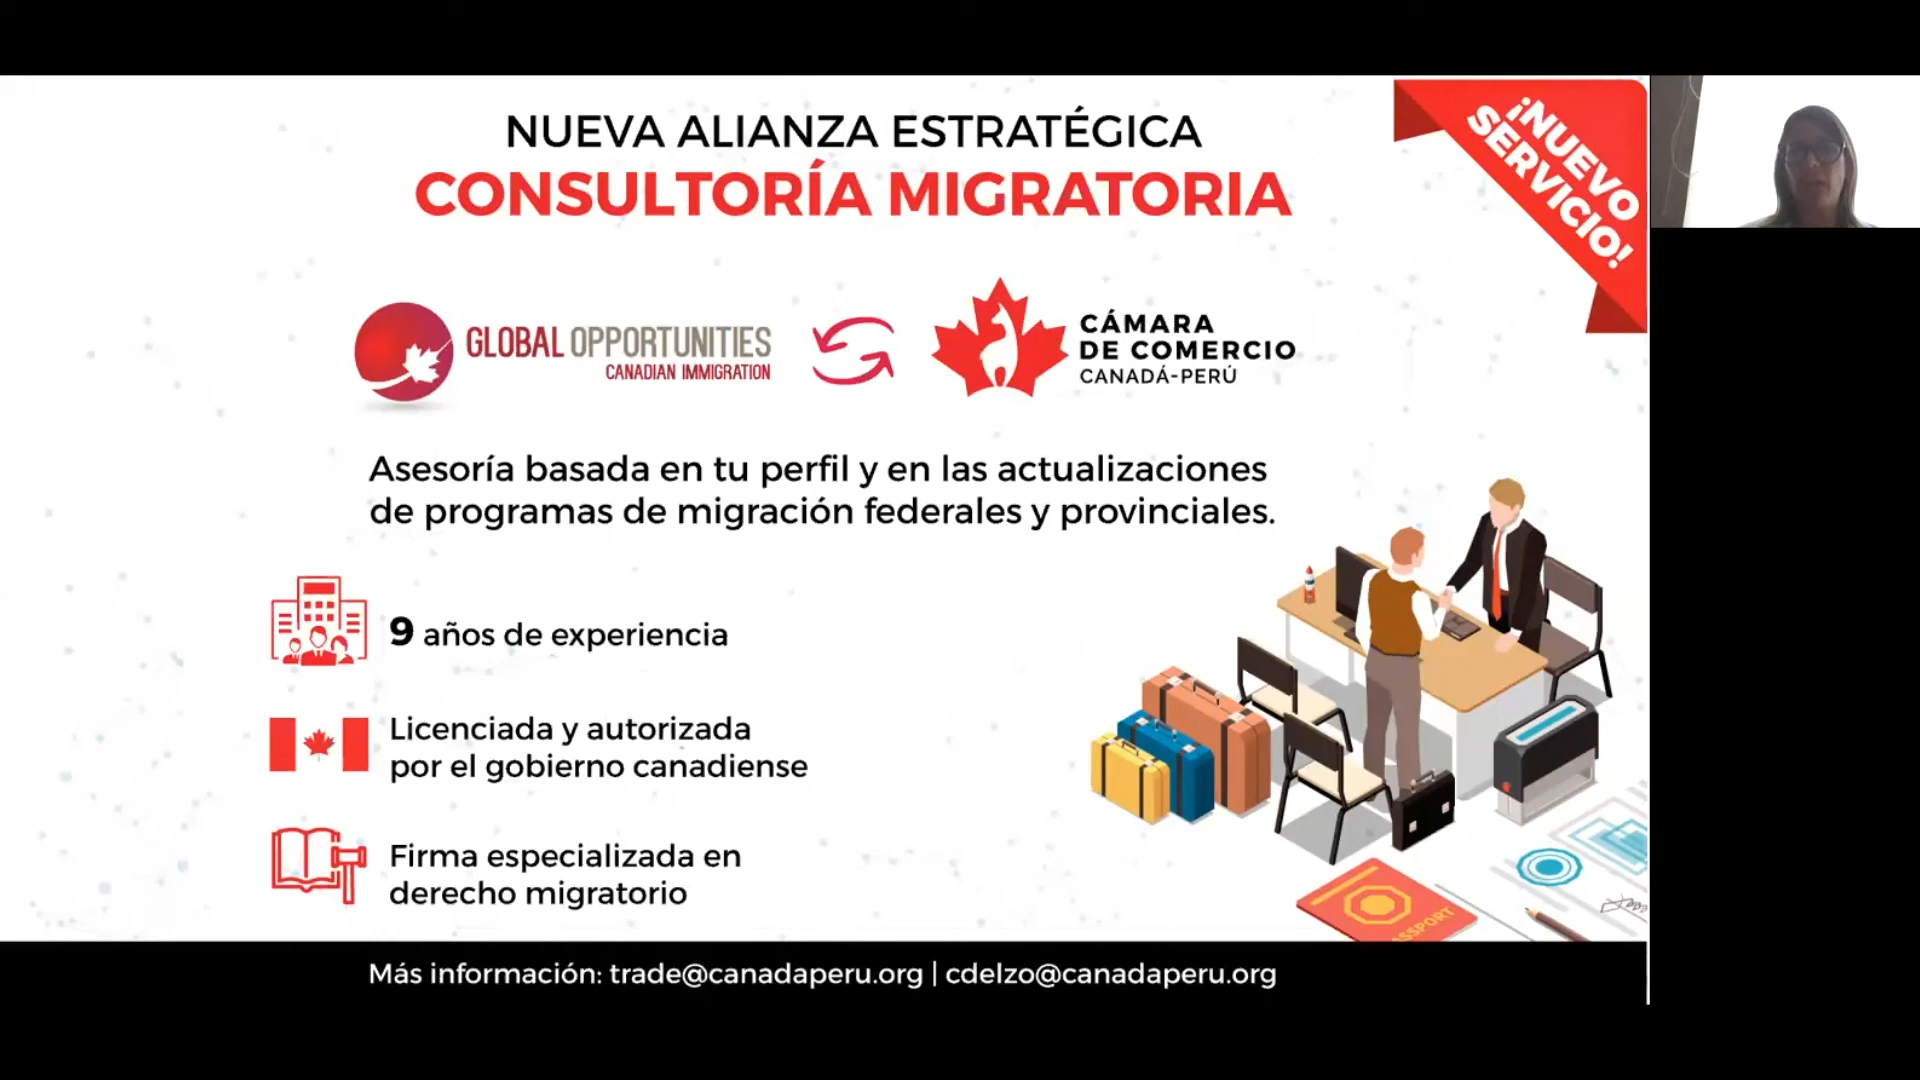 NUEVA ALIANZA ESTRATÉGICA
CONSULTORÍA MIGRATORIA
¡NUEVO
SERVICIO!
GLOBAL OPPORTUNITIES
CANADIAN IMMIGRATION
CÁMARA
DE COMERCIO
CANADÁ-PERÚ
Asesoría basada en tu perfil y en las actualizaciones
de programas de migración federales y provinciales.
9 años de experiencia
Licenciada y autorizada
por el gobierno canadiense
Firma especializada en
derecho migratorio
ASSPORT
Más información: trade@canadaperu.org | cdelzo@canadaperu.org